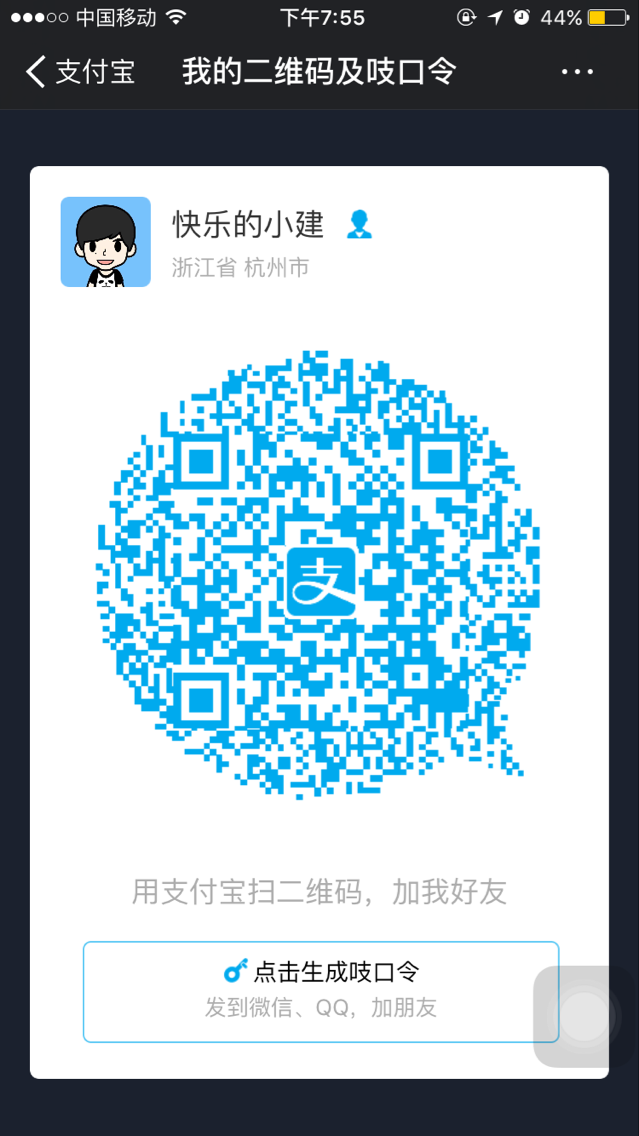 中国移动 下午7:55 44%
支付宝 我的二维码及吱口令
快乐的小建
浙江省 杭州市
支
用支付宝扫二维码，加我好友
点击生成吱口令
发到微信、QQ，加朋友